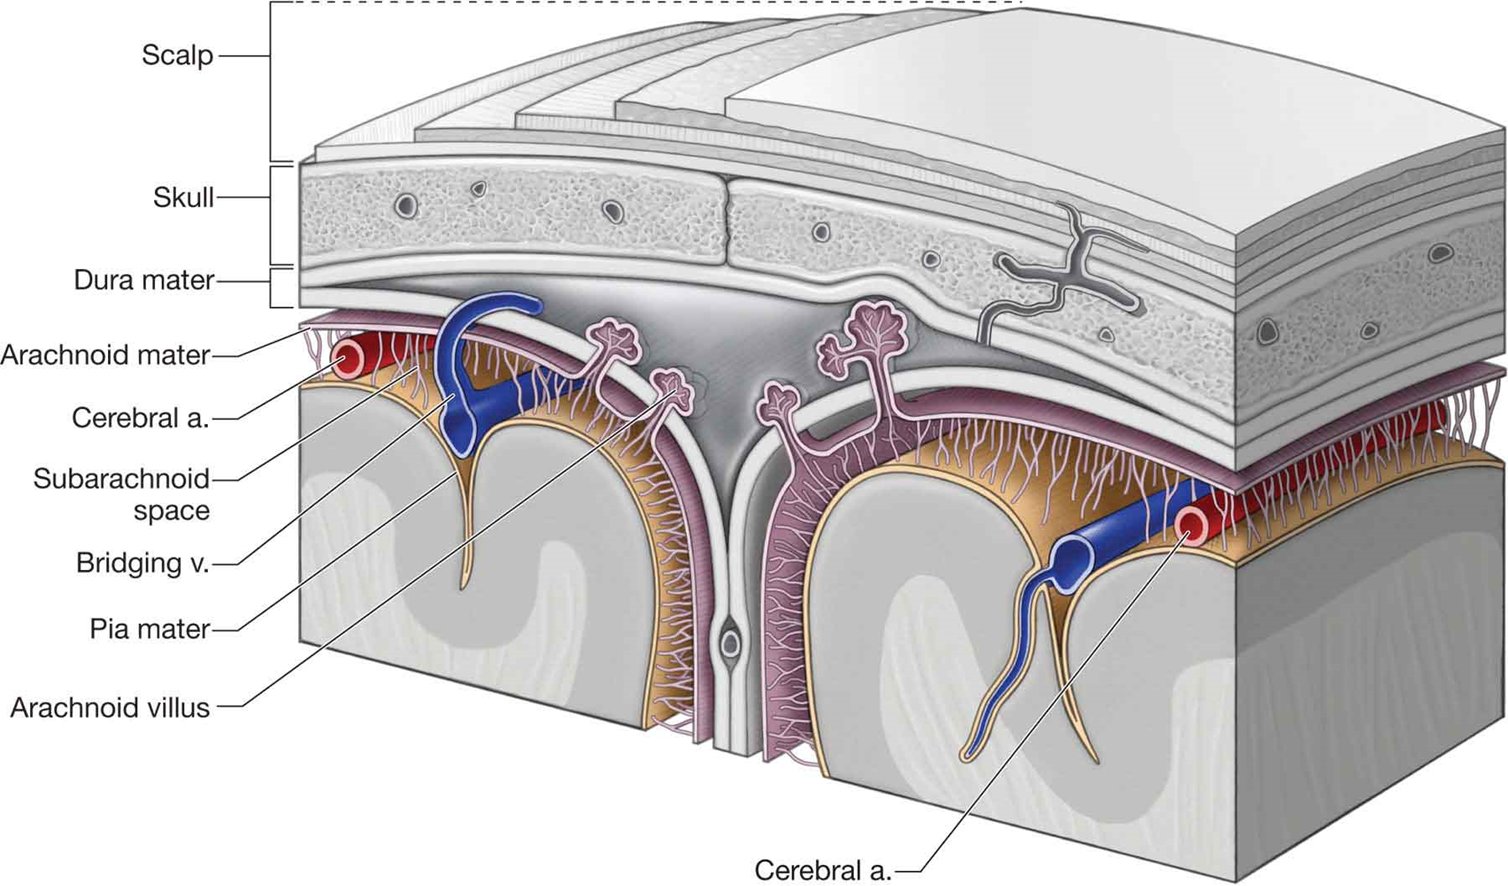 Scalp
Skull
Dura mater
Arachnoid mater
Cerebral a.
Subarachnoid
space
Bridging v.
Pia mater
Arachnoid villus
Cerebral a.